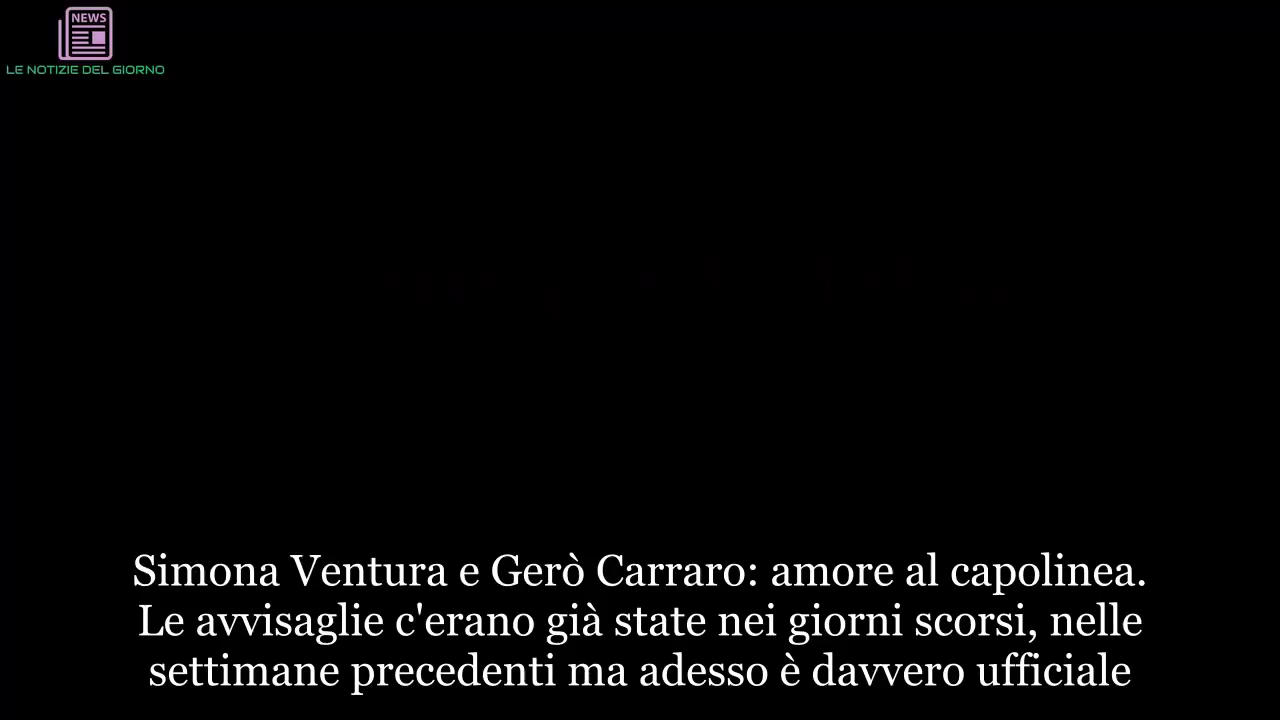 NEWS
LE NOTIZIE DEL GIORNO
Simona Ventura e Gerò Carraro: amore al capolinea.
Le avvisaglie c'erano già state nei giorni scorsi, nelle
settimane precedenti ma adesso è davvero ufficiale